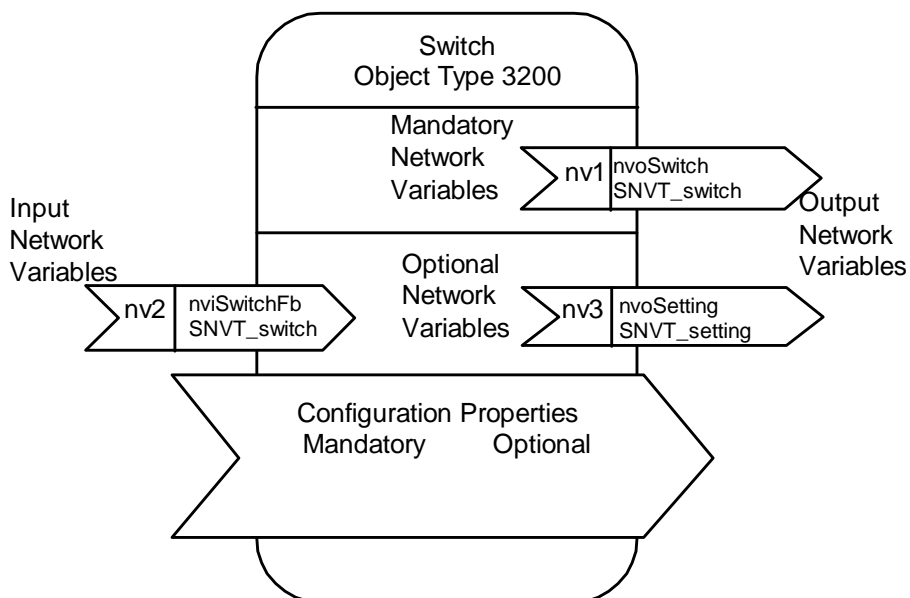 Switch
Object Type 3200
Mandatory
Network
Variables
nv1
nvoSwitch
SNVT_switch
Input
Network
Variables
Output
Network
Variables
Optional
Network
Variables
nv2
nviSwitchFb
SNVT_switch
nv3
nvoSetting
SNVT_setting
Configuration Properties
Mandatory Optional